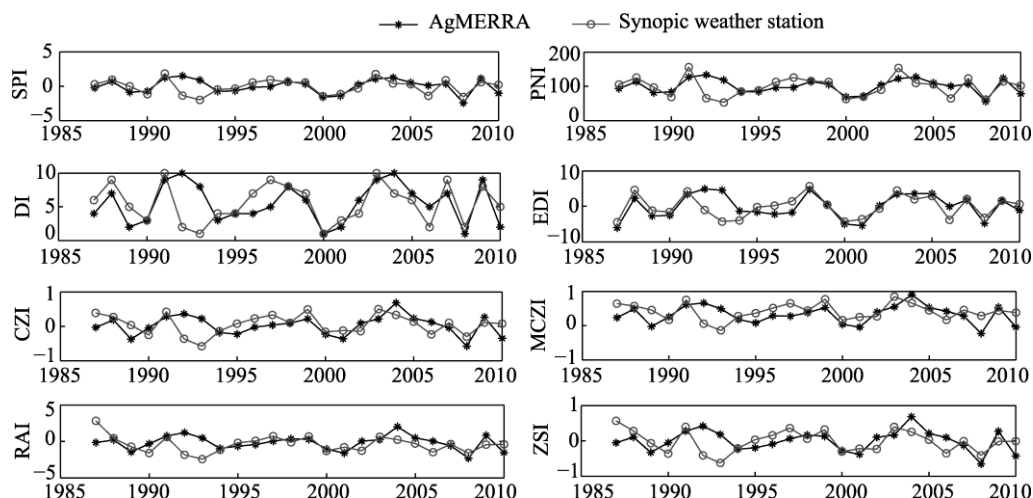 AgMERRA Synopic weather station
SPI 5 0 −5 1985 1990 1995 2000 2005 2010
PNI 200 100 0 1985 1990 1995 2000 2005 2010
DI 10 5 0 1985 1990 1995 2000 2005 2010
EDI 10 0 −10 1985 1990 1995 2000 2005 2010
CZI 1 0 −1 1985 1990 1995 2000 2005 2010
MCZI 1 0 −1 1985 1990 1995 2000 2005 2010
RAI 5 0 −5 1985 1990 1995 2000 2005 2010
ZSI 1 0 −1 1985 1990 1995 2000 2005 2010